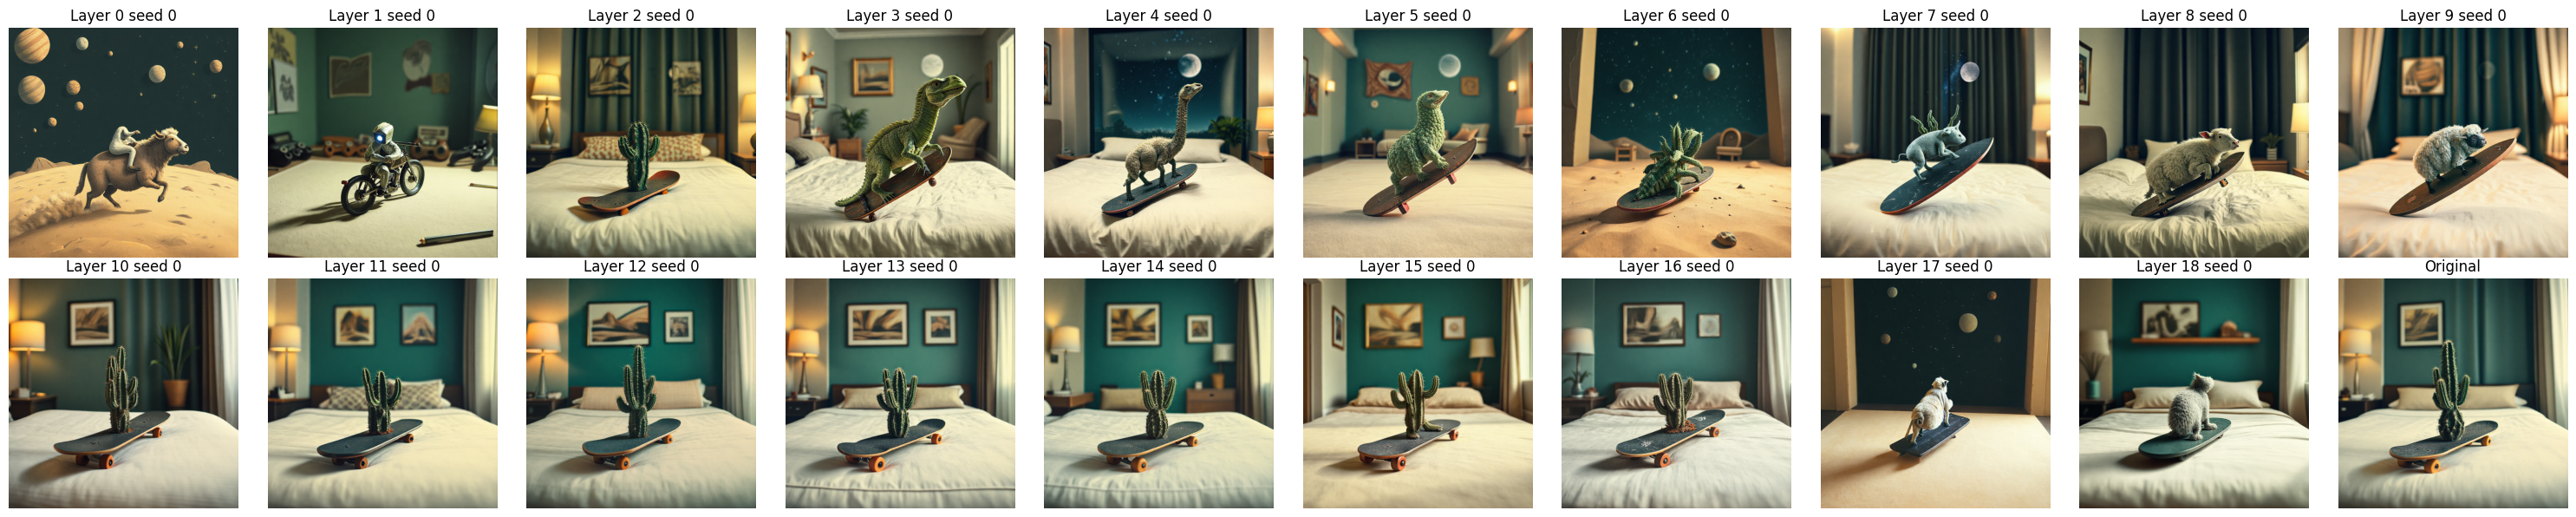 Layer 0 seed 0
Layer 1 seed 0
Layer 2 seed 0
Layer 3 seed 0
Layer 4 seed 0
Layer 5 seed 0
Layer 6 seed 0
Layer 7 seed 0
Layer 8 seed 0
Layer 9 seed 0
Layer 10 seed 0
Layer 11 seed 0
Layer 12 seed 0
Layer 13 seed 0
Layer 14 seed 0
Layer 15 seed 0
Layer 16 seed 0
Layer 17 seed 0
Layer 18 seed 0
Original